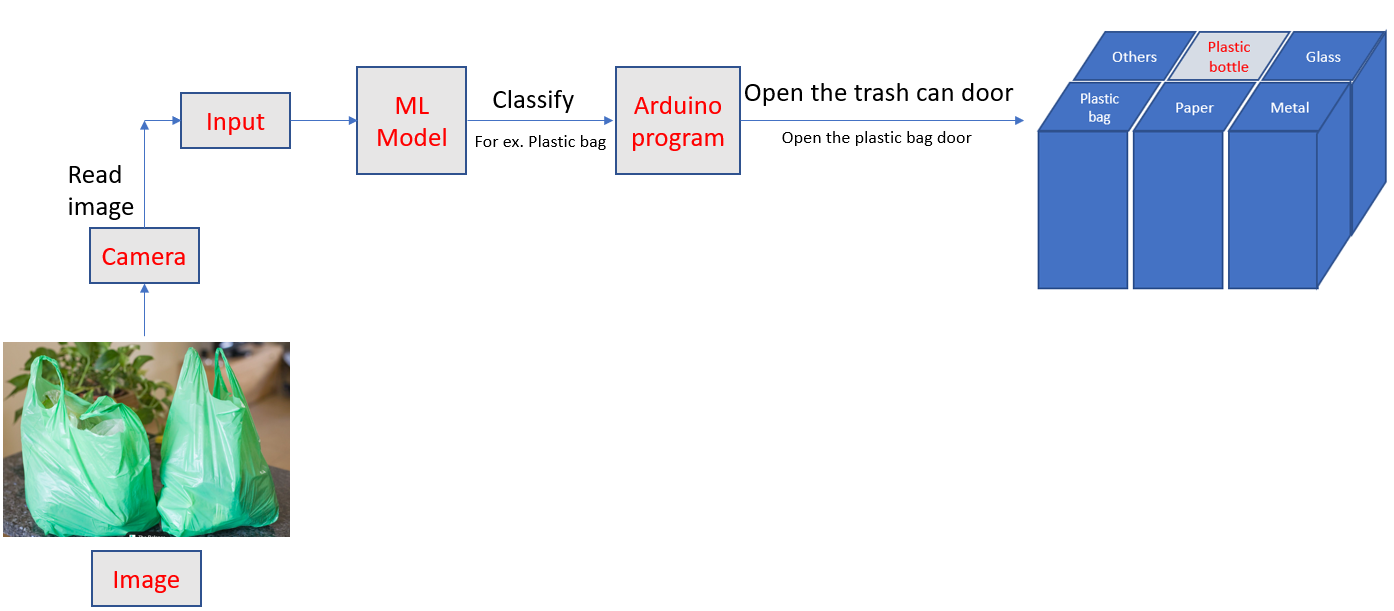 Others
Plastic
bottle
Glass
Plastic
bag
Paper
Metal
Input
ML
Model
Classify
For ex. Plastic bag
Arduino
program
Open the trash can door
Open the plastic bag door
Read
image
Camera
Image